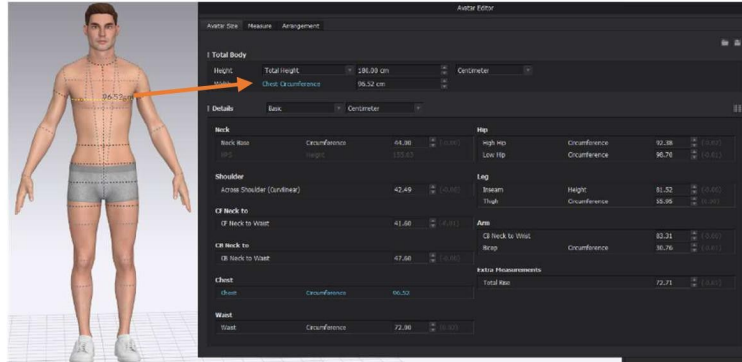 Avatar Editor
Avatar Size Measure Arrangement
Total Body
Height Total Height 186.00 cm Centimeter
Chest Circumference 96.52 cm
96.52cm
Details Basic Centimeter
Neck
Neck Base Circumference 44.00
Height
Shoulder
Across Shoulder (Curvilinear) 42.49
CF Neck to
CF Neck to Waist 41.60
CB Neck to
CB Neck to Waist 47.60
Chest
Chest Circumference 96.52
Waist
Waist Circumference 72.00
Hip
High Hip Circumference 92.38
Low Hip Circumference 98.70
Leg
Inseam Height 81.52
Thigh Circumference 55.95
Arm
CB Neck to Wrist 83.31
Bicep Circumference 30.76
Extra Measurements
Total Rise 72.71